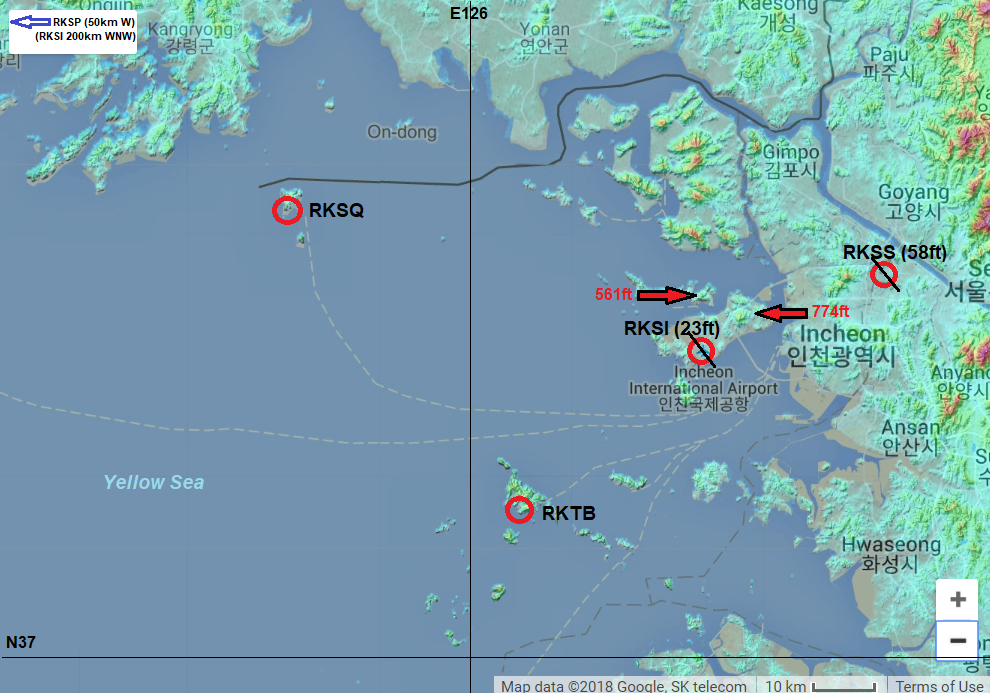 Ongjin
RKSP (50km W)
(RKSI 200km WNW)
E126
Kangryong
강령군
Yonan
연안군
Kaesong
개성
Paju
파주시
On-dong
Gimpo
김포시
Goyang
고양시
RKSQ
RKSS (58ft)
서울
561ft
774ft
RKSI (23ft)
Incheon
인천광역시
Incheon
International Airport
인천국제공항
Anyang
안양시
Ansan
안산시
Yellow Sea
RKTB
Hwaseong
화성시
+
−
N37
Map data ©2018 Google, SK telecom
10 km
Terms of Use